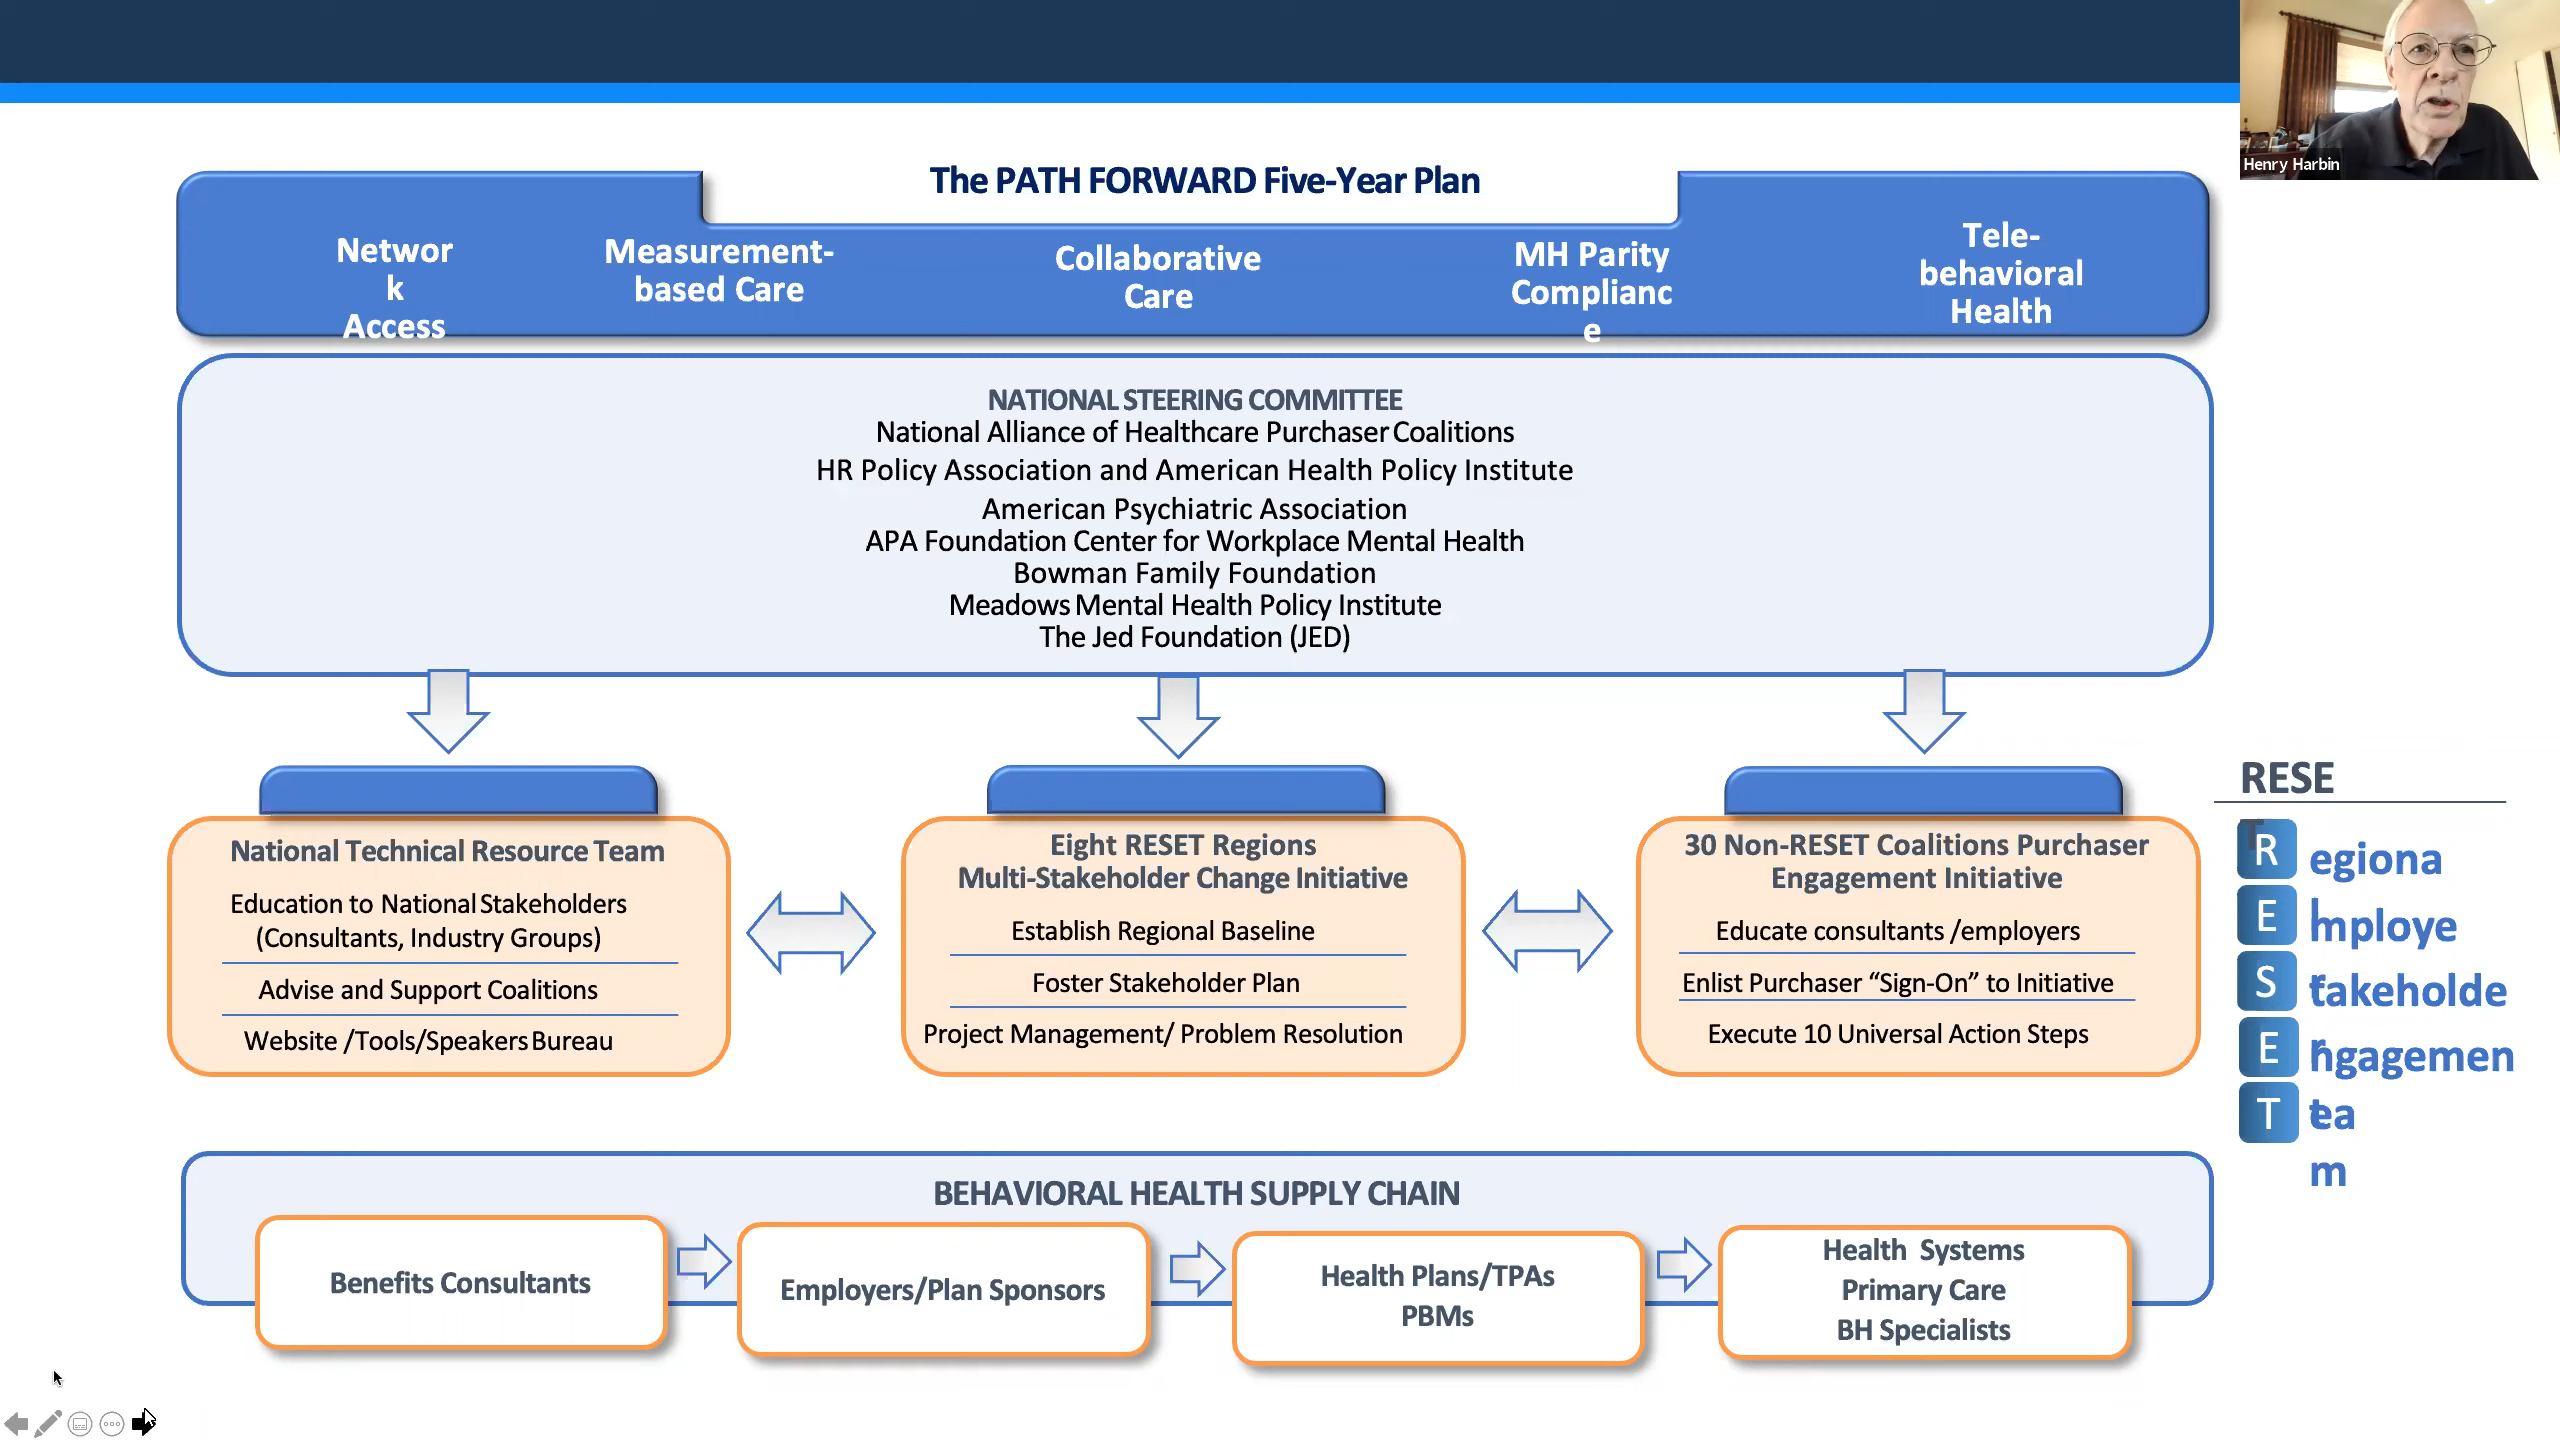 Henry Harbin
The PATH FORWARD Five-Year Plan
Networ
k
Access
Measurement-
based Care
Collaborative
Care
MH Parity
Complianc
e
Tele-
behavioral
Health
NATIONAL STEERING COMMITTEE
National Alliance of Healthcare Purchaser Coalitions
HR Policy Association and American Health Policy Institute
American Psychiatric Association
APA Foundation Center for Workplace Mental Health
Bowman Family Foundation
Meadows Mental Health Policy Institute
The Jed Foundation (JED)
National Technical Resource Team
Education to National Stakeholders
(Consultants, Industry Groups)
Advise and Support Coalitions
Website /Tools/Speakers Bureau
Eight RESET Regions
Multi-Stakeholder Change Initiative
Establish Regional Baseline
Foster Stakeholder Plan
Project Management/ Problem Resolution
30 Non-RESET Coalitions Purchaser
Engagement Initiative
Educate consultants /employers
Enlist Purchaser “Sign-On” to Initiative
Execute 10 Universal Action Steps
RESE
T
R egiona
l
E mploye
r
S takeholde
r
E ngagemen
t
T ea
m
BEHAVIORAL HEALTH SUPPLY CHAIN
Benefits Consultants
Employers/Plan Sponsors
Health Plans/TPAs
PBMs
Health Systems
Primary Care
BH Specialists